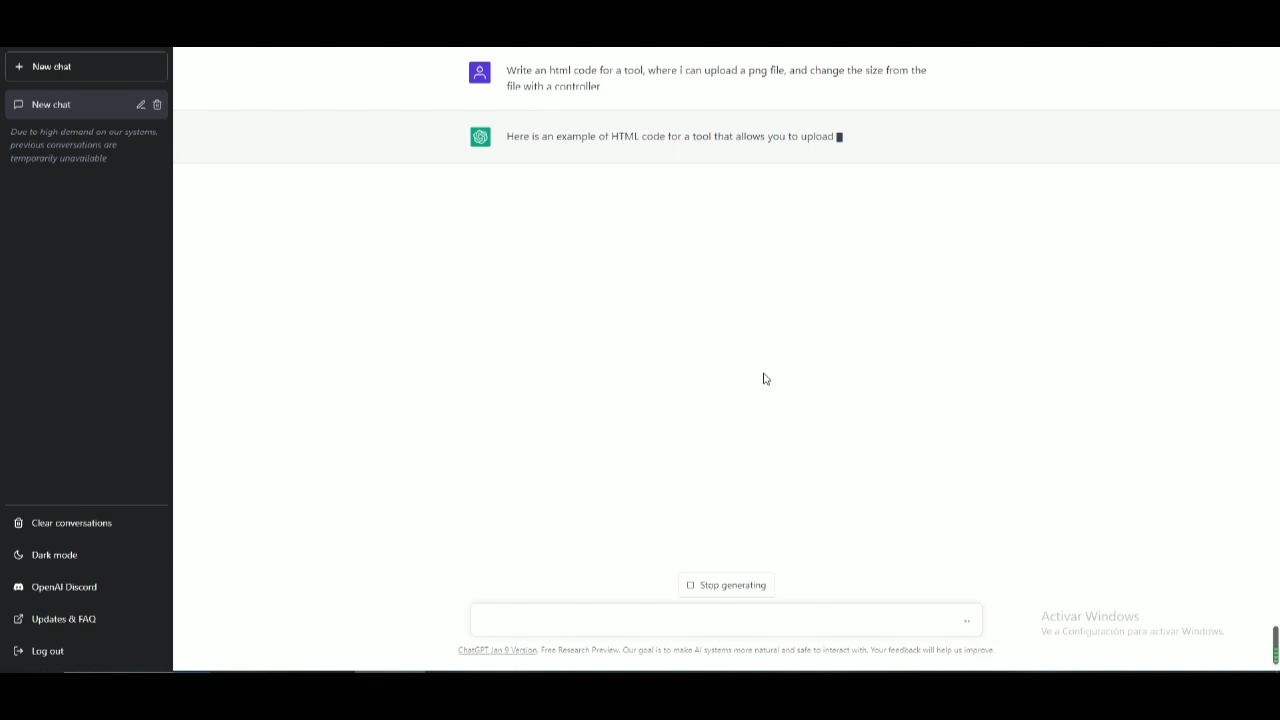 New chat
New chat
Due to high demand on our systems,
previous conversations are
temporarily unavailable
Clear conversations
Dark mode
OpenAI Discord
Updates & FAQ
Log out
Write an html code for a tool, where i can upload a png file, and change the size from the
file with a controller
Here is an example of HTML code for a tool that allows you to upload
Stop generating
ChatGPT Jan 9 Version. Free Research Preview. Our goal is to make AI systems more natural and safe to interact with. Your feedback will help us improve.
Activar Windows
Ve a Configuración para activar Windows.